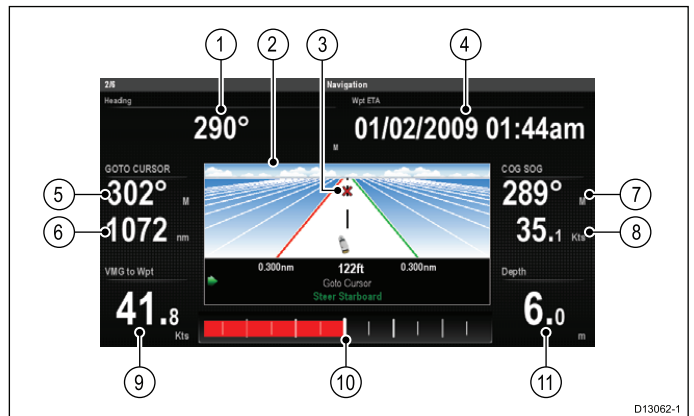 1
2
3
4
2/6
Navigation
Heading
Wpt ETA
290°
M
01/02/2009 01:44am
GOTO CURSOR
COG SOG
5
302° M
289° M
7
6
1072 nm
35.1 Kts
8
0.300nm
122ft
0.300nm
VMG to Wpt
Goto Cursor
Depth
Steer Starboard
41.8 Kts
6.0 m
9
10
11
D13062-1